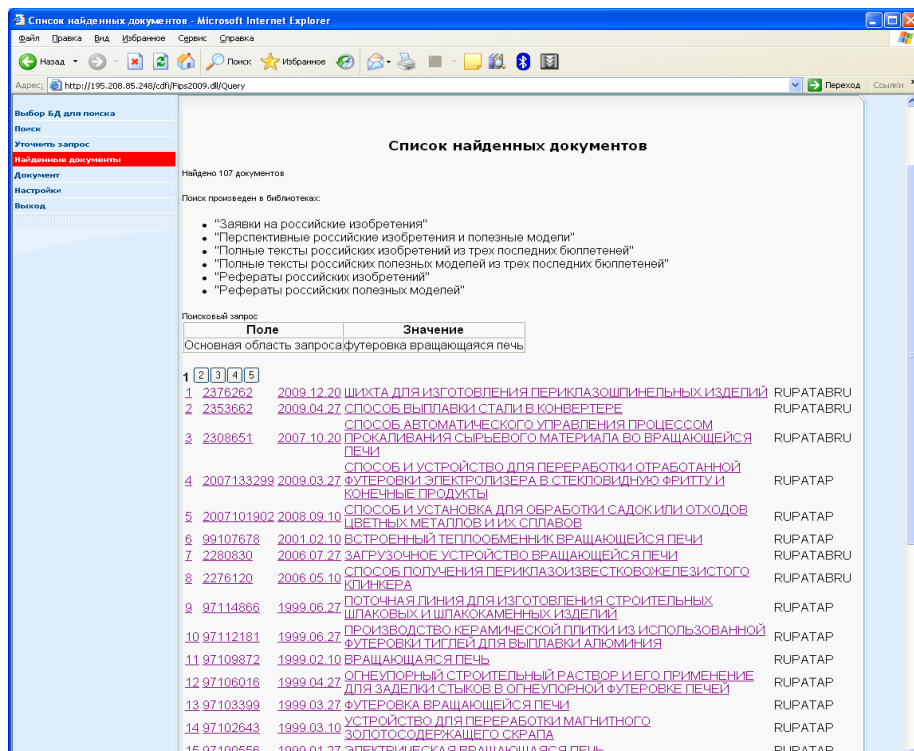 Список найденных документов - Microsoft Internet Explorer
Файл Правка Вид Избранное Сервис Справка
Назад Поиск Избранное
Адрес: http://195.208.85.248/cdfi/Fips2009.dll/Query Переход Ссылки »
Выбор БД для поиска
Поиск
Уточнить запрос
Найденные документы
Документ
Настройки
Выход
Список найденных документов
Найдено 107 документов
Поиск произведен в библиотеках:
• "Заявки на российские изобретения"
• "Перспективные российские изобретения и полезные модели"
• "Полные тексты российских изобретений из трех последних бюллетеней"
• "Полные тексты российских полезных моделей из трех последних бюллетеней"
• "Рефераты российских изобретений"
• "Рефераты российских полезных моделей"
Поисковый запрос
Поле Значение
Основная область запроса футеровка вращающаяся печь
1 2 3 4 5
1 2376262 2009.12.20 ШИХТА ДЛЯ ИЗГОТОВЛЕНИЯ ПЕРИКЛАЗОШПИНЕЛЬНЫХ ИЗДЕЛИЙ RUPATABRU
2 2353662 2009.04.27 СПОСОБ ВЫПЛАВКИ СТАЛИ В КОНВЕРТЕРЕ RUPATABRU
СПОСОБ АВТОМАТИЧЕСКОГО УПРАВЛЕНИЯ ПРОЦЕССОМ
3 2308651 2007.10.20 ПРОКАЛИВАНИЯ СЫРЬЕВОГО МАТЕРИАЛА ВО ВРАЩАЮЩЕЙСЯ RUPATABRU
ПЕЧИ
СПОСОБ И УСТРОЙСТВО ДЛЯ ПЕРЕРАБОТКИ ОТРАБОТАННОЙ
4 2007133299 2009.03.27 ФУТЕРОВКИ ЭЛЕКТРОЛИЗЕРА В СТЕКЛОВИДНУЮ ФРИТТУ И RUPATAP
КОНЕЧНЫЕ ПРОДУКТЫ
5 2007101902 2008.09.10 СПОСОБ И УСТАНОВКА ДЛЯ ОБРАБОТКИ САДОК ИЛИ ОТХОДОВ RUPATAP
ЦВЕТНЫХ МЕТАЛЛОВ И ИХ СПЛАВОВ
6 99107678 2001.02.10 ВСТРОЕННЫЙ ТЕПЛООБМЕННИК ВРАЩАЮЩЕЙСЯ ПЕЧИ RUPATAP
7 2280830 2006.07.27 ЗАГРУЗОЧНОЕ УСТРОЙСТВО ВРАЩАЮЩЕЙСЯ ПЕЧИ RUPATABRU
8 2276120 2006.05.10 СПОСОБ ПОЛУЧЕНИЯ ПЕРИКЛАЗОИЗВЕСТКОВОЖЕЛЕЗИСТОГО RUPATABRU
КЛИНКЕРА
9 97114866 1999.06.27 ПОТОЧНАЯ ЛИНИЯ ДЛЯ ИЗГОТОВЛЕНИЯ СТРОИТЕЛЬНЫХ RUPATAP
ШЛАКОВЫХ И ШЛАКОКАМЕННЫХ ИЗДЕЛИЙ
10 97112181 1999.06.27 ПРОИЗВОДСТВО КЕРАМИЧЕСКОЙ ПЛИТКИ ИЗ ИСПОЛЬЗОВАННОЙ RUPATAP
ФУТЕРОВКИ ТИГЛЕЙ ДЛЯ ВЫПЛАВКИ АЛЮМИНИЯ
11 97109872 1999.02.10 ВРАЩАЮЩАЯСЯ ПЕЧЬ RUPATAP
12 97106016 1999.04.27 ОГНЕУПОРНЫЙ СТРОИТЕЛЬНЫЙ РАСТВОР И ЕГО ПРИМЕНЕНИЕ RUPATAP
ДЛЯ ЗАДЕЛКИ СТЫКОВ В ОГНЕУПОРНОЙ ФУТЕРОВКЕ ПЕЧЕЙ
13 97103399 1999.03.27 ФУТЕРОВКА ВРАЩАЮЩЕЙСЯ ПЕЧИ RUPATAP
14 97102643 1999.03.10 УСТРОЙСТВО ДЛЯ ПЕРЕРАБОТКИ МАГНИТНОГО RUPATAP
ЗОЛОТОСОДЕРЖАЩЕГО СКРАПА
15 97100556 1999.01.27 ЭЛЕКТРИЧЕСКАЯ ВРАЩАЮЩАЯСЯ ПЕЧЬ RUPATAP